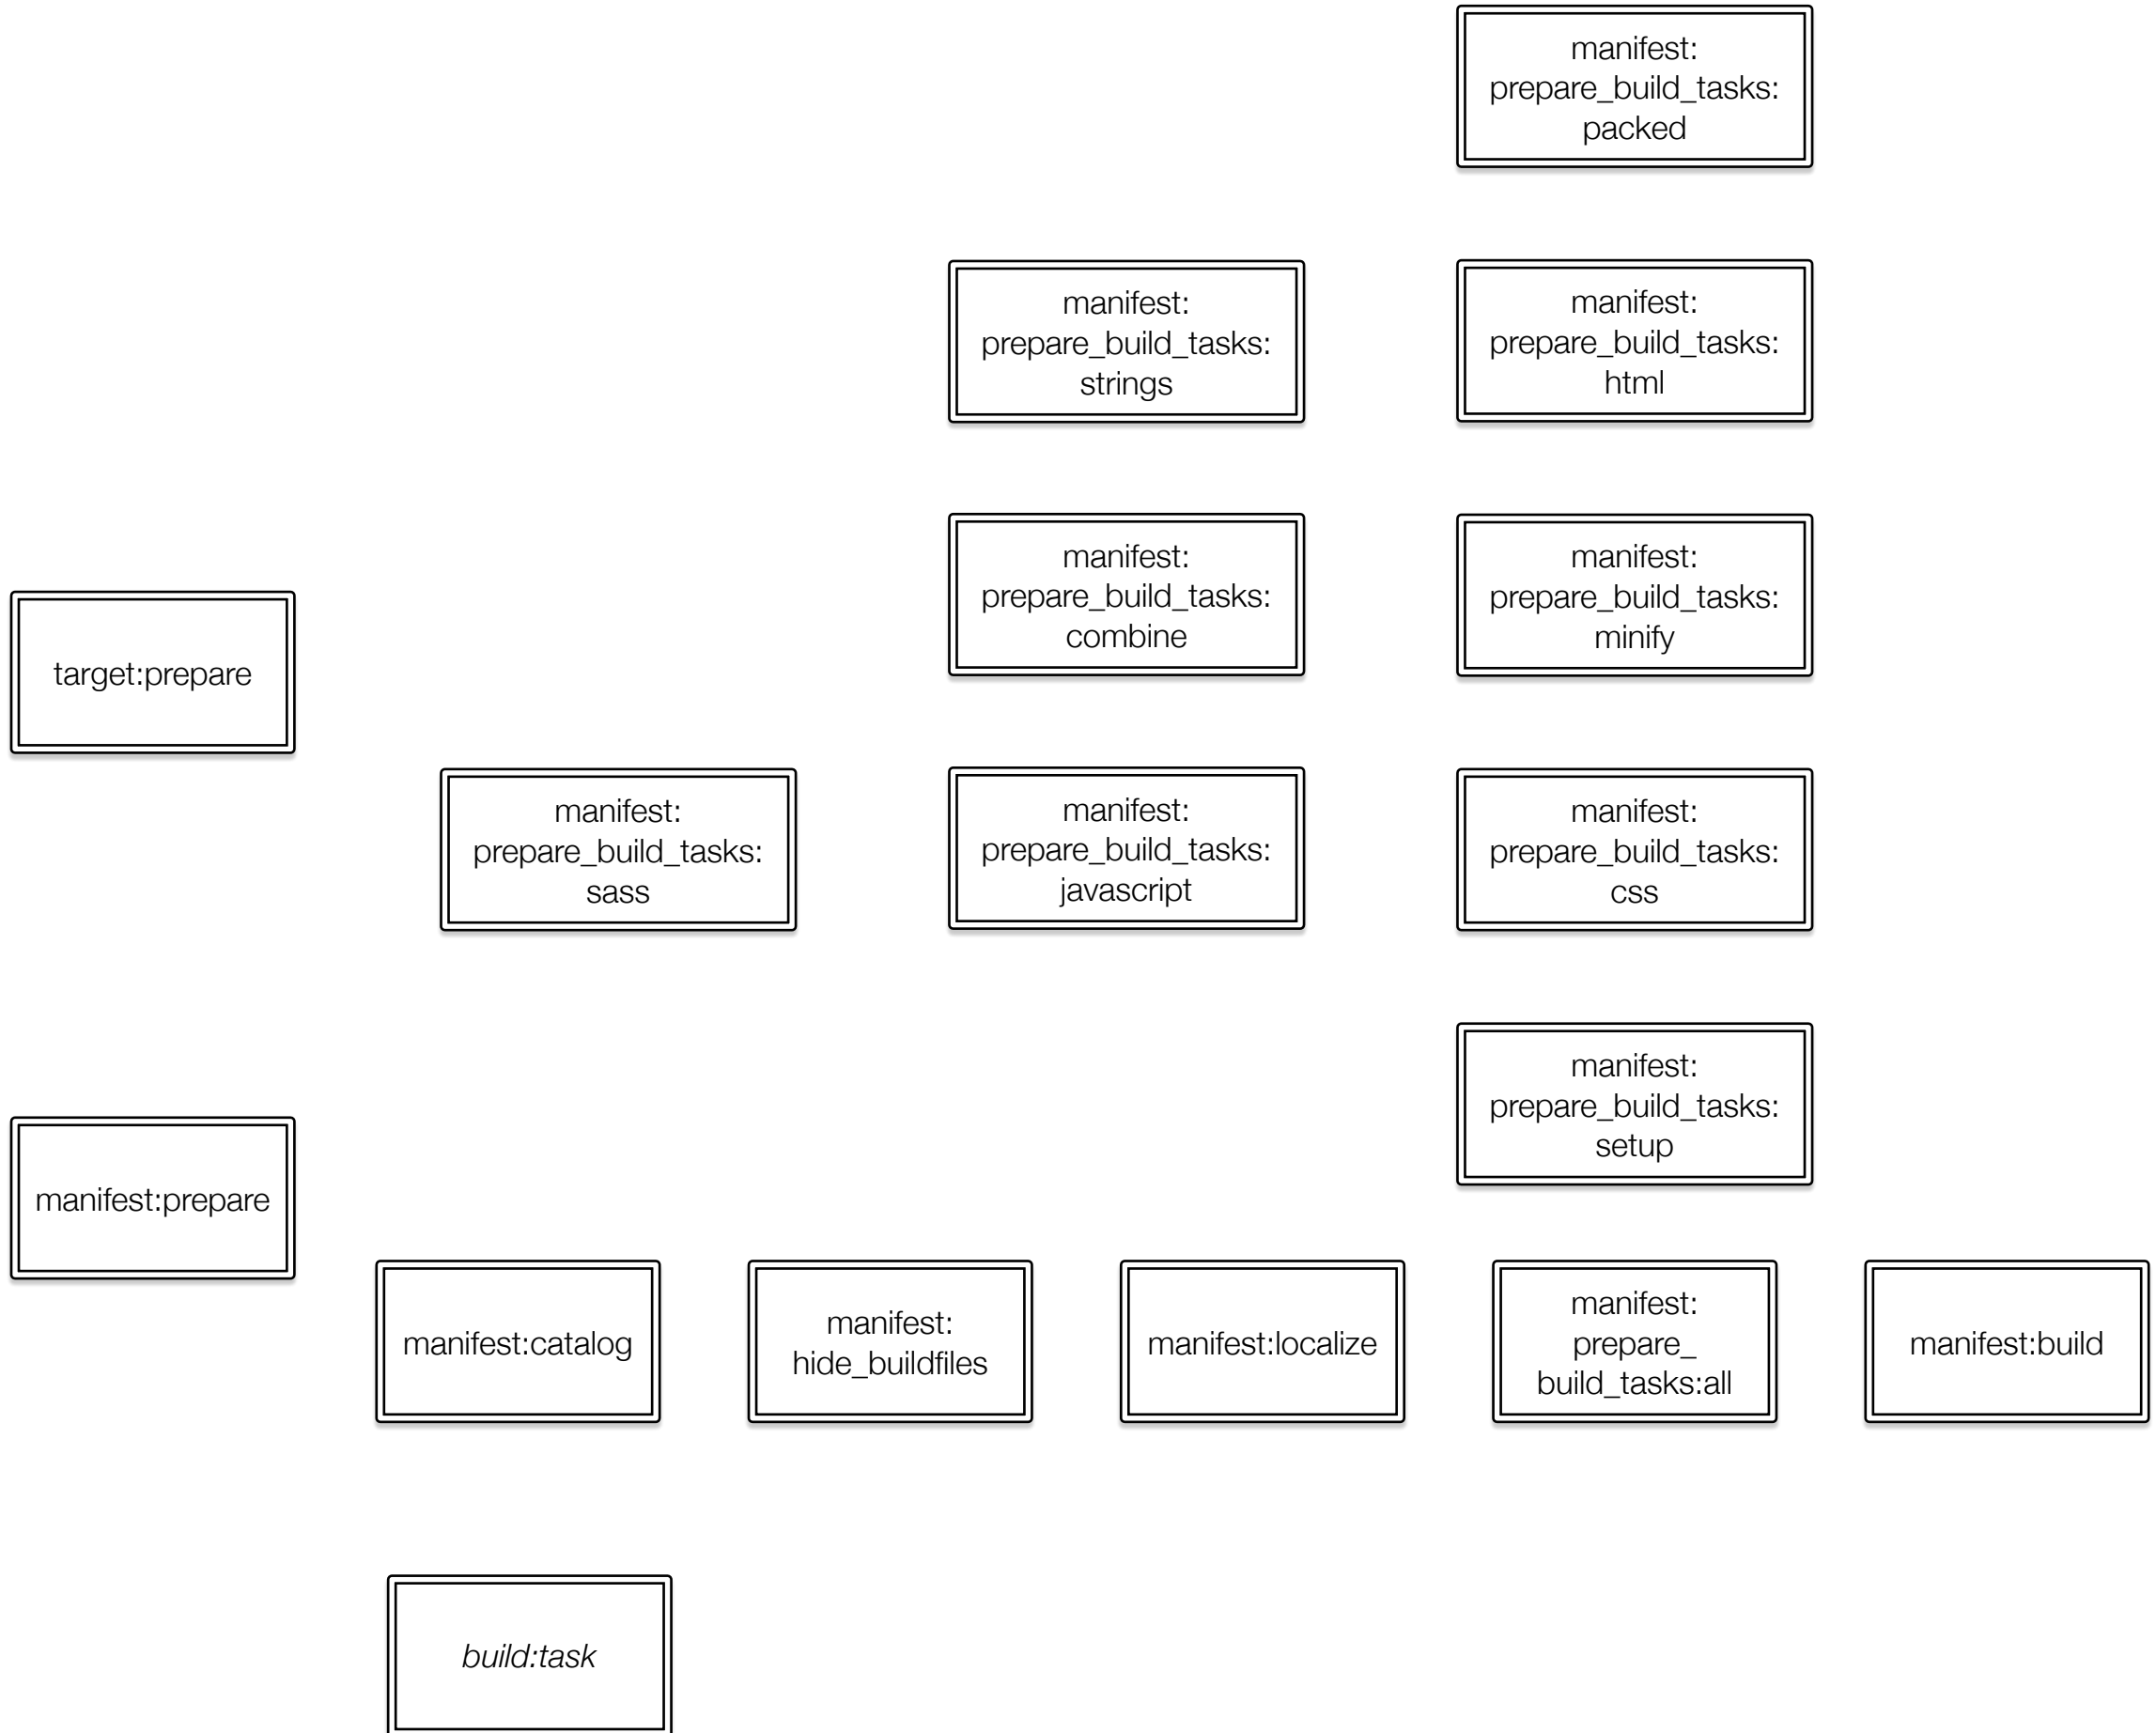 manifest:
prepare_build_tasks:
packed
manifest:
prepare_build_tasks:
strings
manifest:
prepare_build_tasks:
html
manifest:
prepare_build_tasks:
combine
manifest:
prepare_build_tasks:
minify
target:prepare
manifest:
prepare_build_tasks:
sass
manifest:
prepare_build_tasks:
javascript
manifest:
prepare_build_tasks:
css
manifest:
prepare_build_tasks:
setup
manifest:prepare
manifest:catalog
manifest:
hide_buildfiles
manifest:localize
manifest:
prepare_
build_tasks:all
manifest:build
build:task